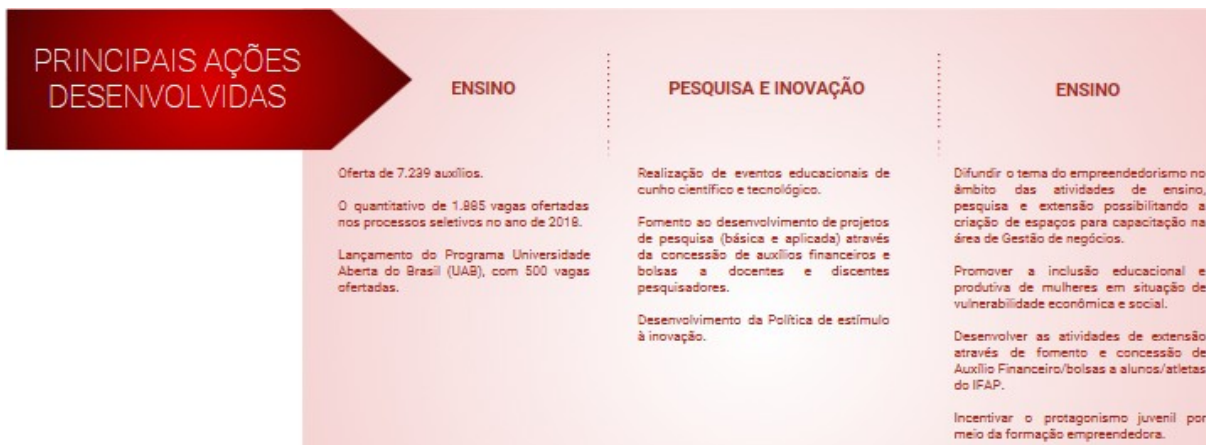 PRINCIPAIS AÇÕES
DESENVOLVIDAS
ENSINO
Oferta de 7.239 auxílios.
O quantitativo de 1.885 vagas ofertadas
nos processos seletivos no ano de 2018.
Lançamento do Programa Universidade
Aberta do Brasil (UAB), com 500 vagas
ofertadas.
PESQUISA E INOVAÇÃO
Realização de eventos educacionais de
cunho científico e tecnológico.
Fomento ao desenvolvimento de projetos
de pesquisa (básica e aplicada) através
da concessão de auxílios financeiros e
bolsas a docentes e discentes
pesquisadores.
Desenvolvimento da Política de estímulo
à inovação.
ENSINO
Difundir o tema do empreendedorismo no
âmbito das atividades de ensino,
pesquisa e extensão possibilitando a
criação de espaços para capacitação na
área de Gestão de negócios.
Promover a inclusão educacional e
produtiva de mulheres em situação de
vulnerabilidade econômica e social.
Desenvolver as atividades de extensão
através de fomento e concessão de
Auxílio Financeiro/bolsas a alunos/atletas
do IFAP.
Incentivar o protagonismo juvenil por
meio da formação empreendedora.